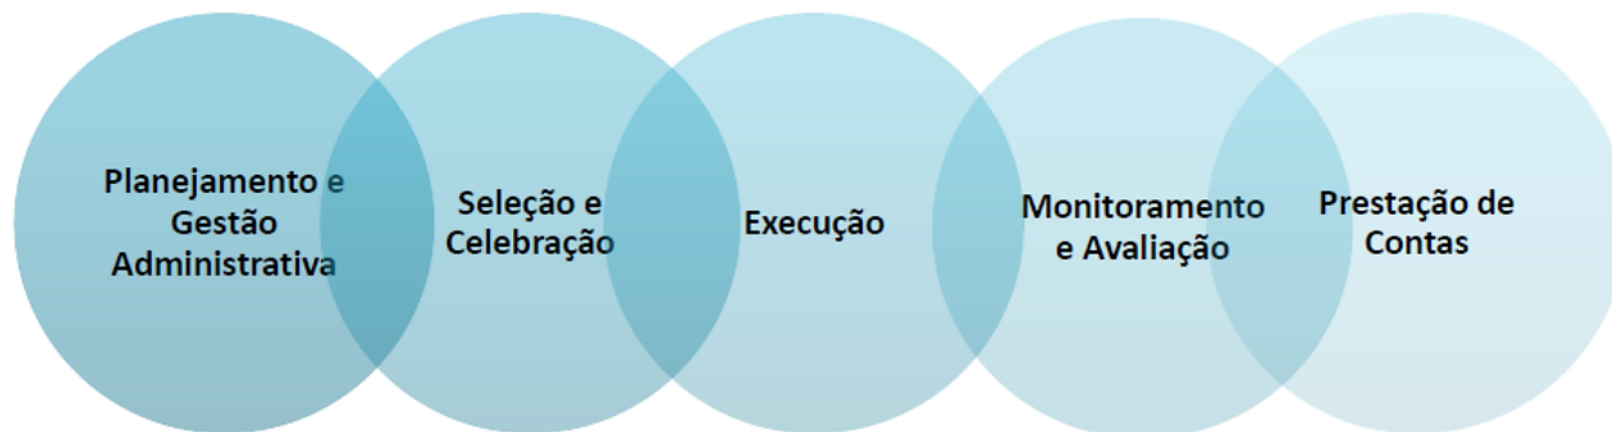 Planejamento e
Gestão
Administrativa
Seleção e
Celebração
Execução
Monitoramento
e Avaliação
Prestação de
Contas